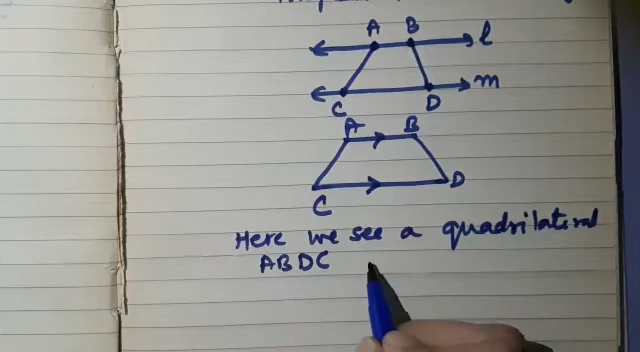 A B l
C D m
A B
C D
Here we see a quadrilateral
ABDC